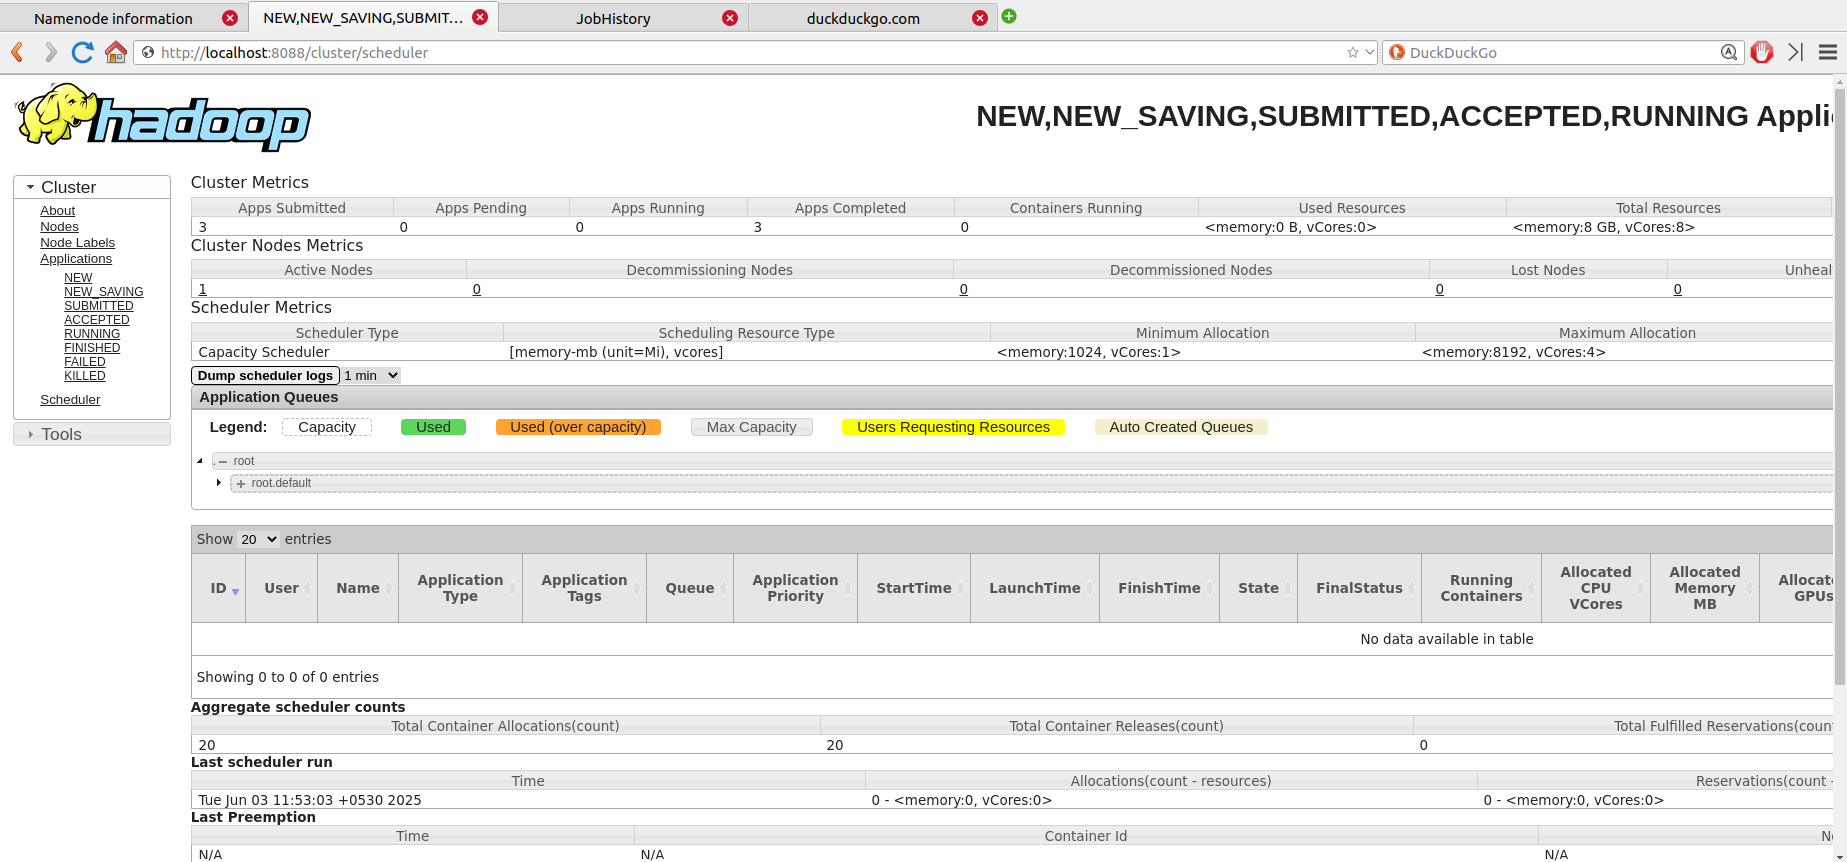 Namenode information NEW,NEW_SAVING,SUBMIT... JobHistory duckduckgo.com
http://localhost:8088/cluster/scheduler DuckDuckGo
hadoop
NEW,NEW_SAVING,SUBMITTED,ACCEPTED,RUNNING Appli
Cluster
About
Nodes
Node Labels
Applications
NEW
NEW_SAVING
SUBMITTED
ACCEPTED
RUNNING
FINISHED
FAILED
KILLED
Scheduler
Tools
Cluster Metrics
Apps Submitted Apps Pending Apps Running Apps Completed Containers Running Used Resources Total Resources
3 0 0 3 0 <memory:0 B, vCores:0> <memory:8 GB, vCores:8>
Cluster Nodes Metrics
Active Nodes Decommissioning Nodes Decommissioned Nodes Lost Nodes Unheal
1 0 0 0 0
Scheduler Metrics
Scheduler Type Scheduling Resource Type Minimum Allocation Maximum Allocation
Capacity Scheduler [memory-mb (unit=Mi), vcores] <memory:1024, vCores:1> <memory:8192, vCores:4>
Dump scheduler logs 1 min
Application Queues
Legend: Capacity Used Used (over capacity) Max Capacity Users Requesting Resources Auto Created Queues
root
root.default
Show 20 entries
ID User Name Application Type Application Tags Queue Application Priority StartTime LaunchTime FinishTime State FinalStatus Running Containers Allocated CPU VCores Allocated Memory MB Allocate GPUs
No data available in table
Showing 0 to 0 of 0 entries
Aggregate scheduler counts
Total Container Allocations(count) Total Container Releases(count) Total Fulfilled Reservations(coun
20 20 0
Last scheduler run
Time Allocations(count - resources) Reservations(count -
Tue Jun 03 11:53:03 +0530 2025 0 - <memory:0, vCores:0> 0 - <memory:0, vCores:0>
Last Preemption
Time Container Id N
N/A N/A N/A